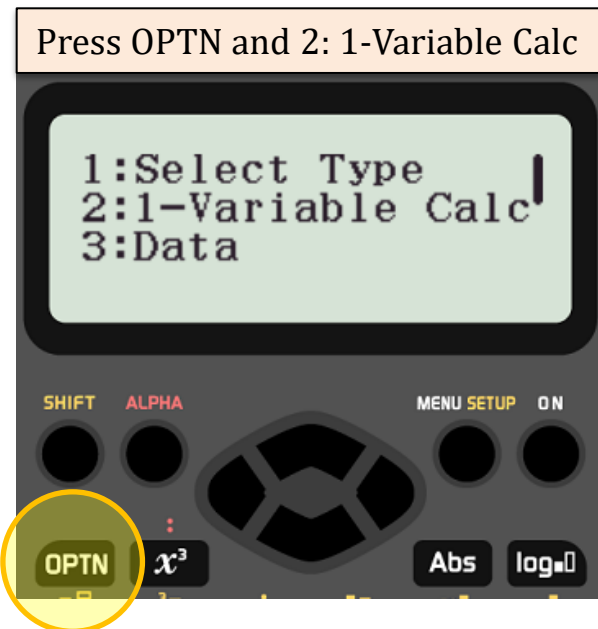 Press OPTN and 2: 1-Variable Calc
1:Select Type
2:1-Variable Calc
3:Data
SHIFT ALPHA MENU SETUP ON
:
OPTN x³ Abs log▪▯